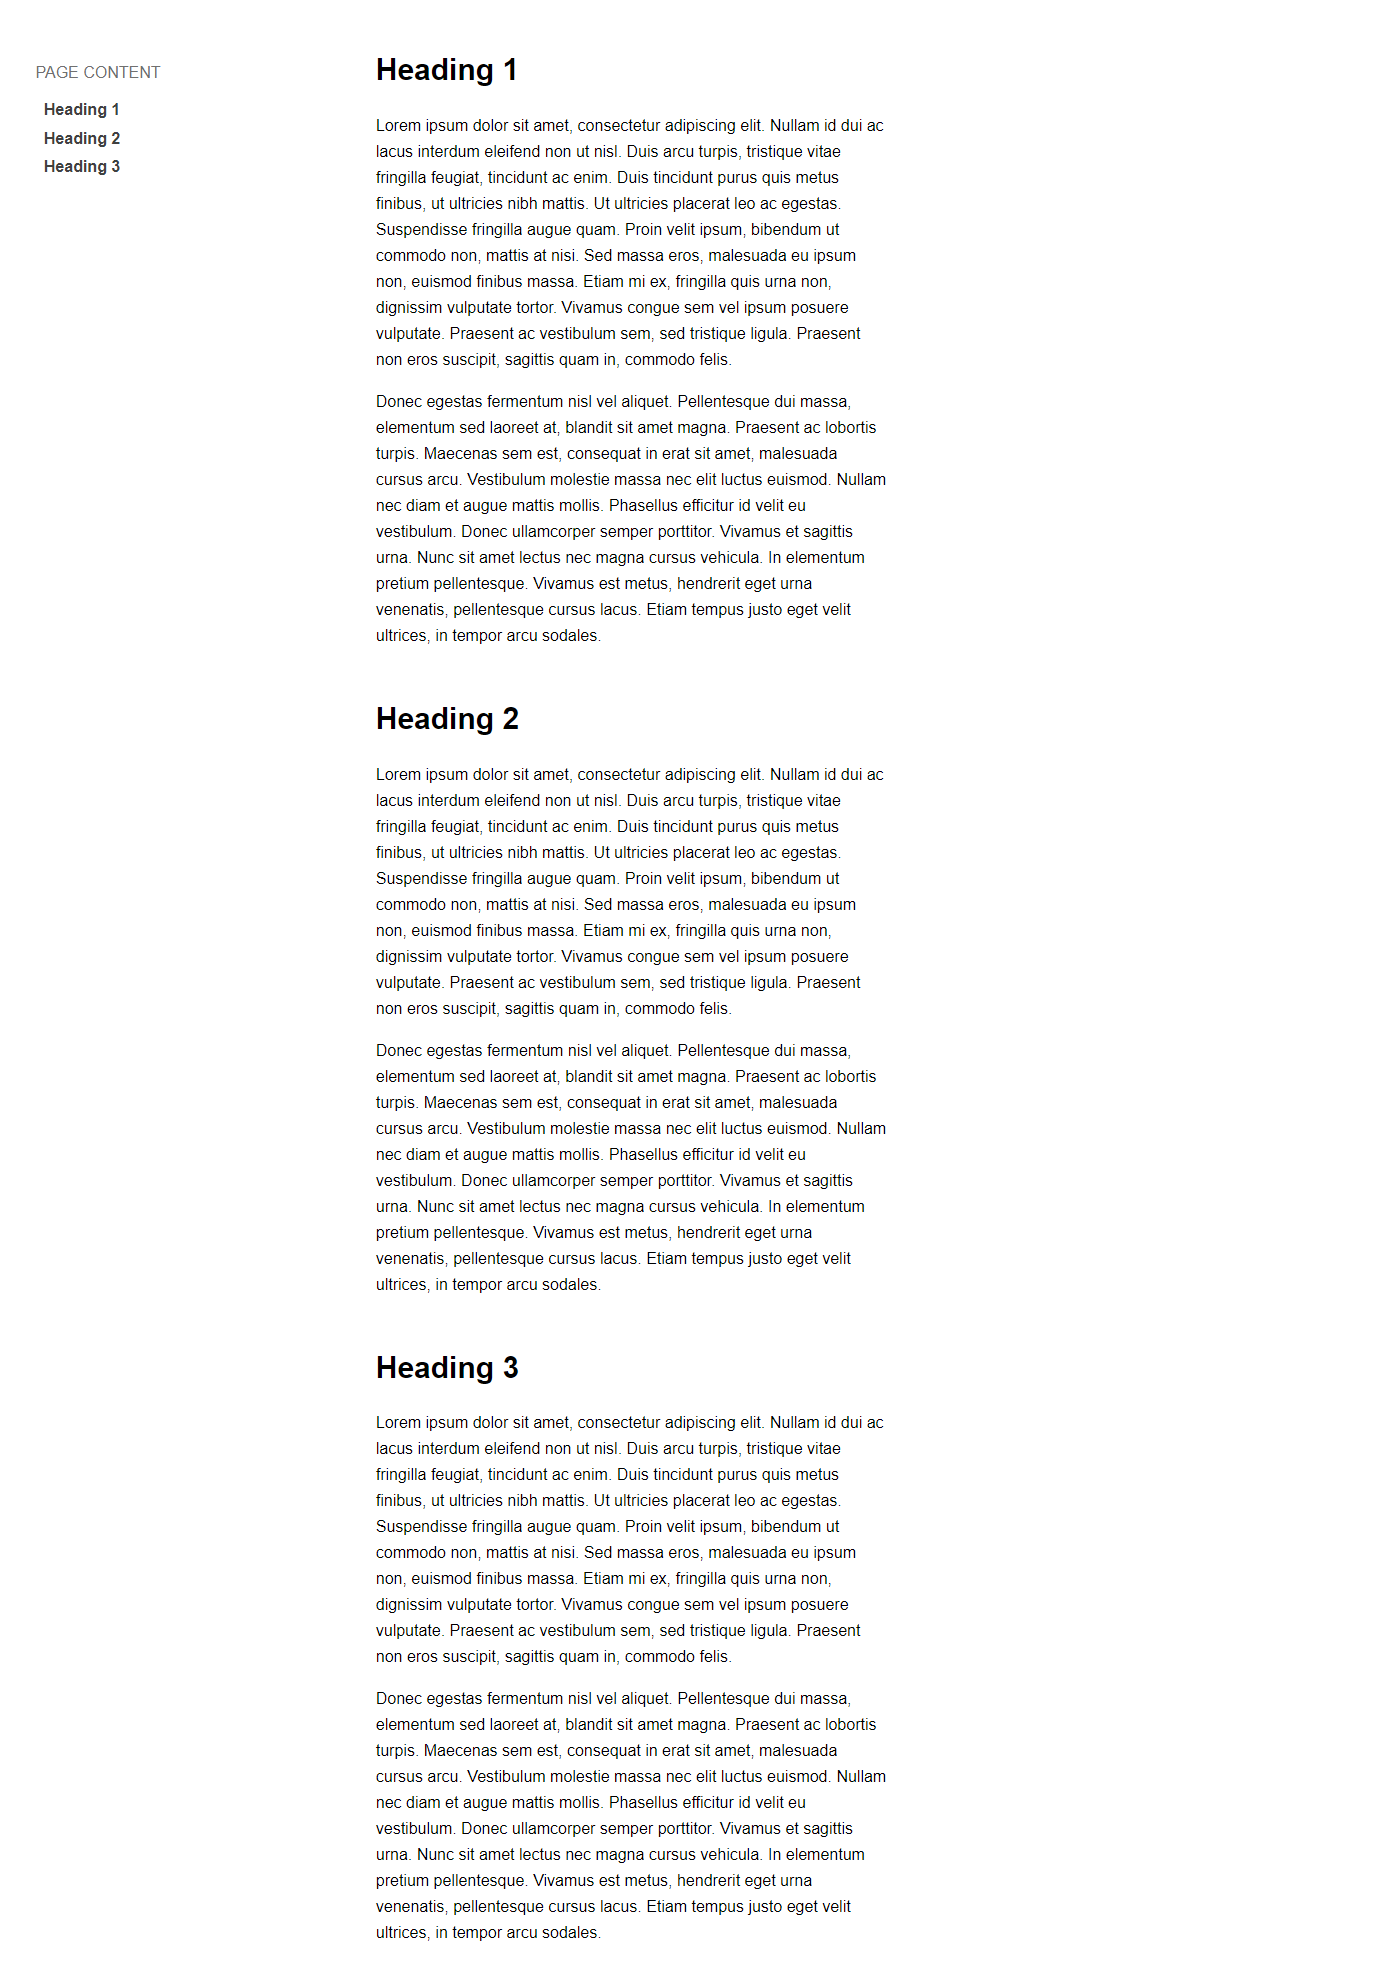 PAGE CONTENT
Heading 1
Heading 2
Heading 3
Heading 1
Lorem ipsum dolor sit amet, consectetur adipiscing elit. Nullam id dui ac
lacus interdum eleifend non ut nisl. Duis arcu turpis, tristique vitae
fringilla feugiat, tincidunt ac enim. Duis tincidunt purus quis metus
finibus, ut ultricies nibh mattis. Ut ultricies placerat leo ac egestas.
Suspendisse fringilla augue quam. Proin velit ipsum, bibendum ut
commodo non, mattis at nisi. Sed massa eros, malesuada eu ipsum
non, euismod finibus massa. Etiam mi ex, fringilla quis urna non,
dignissim vulputate tortor. Vivamus congue sem vel ipsum posuere
vulputate. Praesent ac vestibulum sem, sed tristique ligula. Praesent
non eros suscipit, sagittis quam in, commodo felis.
Donec egestas fermentum nisl vel aliquet. Pellentesque dui massa,
elementum sed laoreet at, blandit sit amet magna. Praesent ac lobortis
turpis. Maecenas sem est, consequat in erat sit amet, malesuada
cursus arcu. Vestibulum molestie massa nec elit luctus euismod. Nullam
nec diam et augue mattis mollis. Phasellus efficitur id velit eu
vestibulum. Donec ullamcorper semper porttitor. Vivamus et sagittis
urna. Nunc sit amet lectus nec magna cursus vehicula. In elementum
pretium pellentesque. Vivamus est metus, hendrerit eget urna
venenatis, pellentesque cursus lacus. Etiam tempus justo eget velit
ultrices, in tempor arcu sodales.
Heading 2
Lorem ipsum dolor sit amet, consectetur adipiscing elit. Nullam id dui ac
lacus interdum eleifend non ut nisl. Duis arcu turpis, tristique vitae
fringilla feugiat, tincidunt ac enim. Duis tincidunt purus quis metus
finibus, ut ultricies nibh mattis. Ut ultricies placerat leo ac egestas.
Suspendisse fringilla augue quam. Proin velit ipsum, bibendum ut
commodo non, mattis at nisi. Sed massa eros, malesuada eu ipsum
non, euismod finibus massa. Etiam mi ex, fringilla quis urna non,
dignissim vulputate tortor. Vivamus congue sem vel ipsum posuere
vulputate. Praesent ac vestibulum sem, sed tristique ligula. Praesent
non eros suscipit, sagittis quam in, commodo felis.
Donec egestas fermentum nisl vel aliquet. Pellentesque dui massa,
elementum sed laoreet at, blandit sit amet magna. Praesent ac lobortis
turpis. Maecenas sem est, consequat in erat sit amet, malesuada
cursus arcu. Vestibulum molestie massa nec elit luctus euismod. Nullam
nec diam et augue mattis mollis. Phasellus efficitur id velit eu
vestibulum. Donec ullamcorper semper porttitor. Vivamus et sagittis
urna. Nunc sit amet lectus nec magna cursus vehicula. In elementum
pretium pellentesque. Vivamus est metus, hendrerit eget urna
venenatis, pellentesque cursus lacus. Etiam tempus justo eget velit
ultrices, in tempor arcu sodales.
Heading 3
Lorem ipsum dolor sit amet, consectetur adipiscing elit. Nullam id dui ac
lacus interdum eleifend non ut nisl. Duis arcu turpis, tristique vitae
fringilla feugiat, tincidunt ac enim. Duis tincidunt purus quis metus
finibus, ut ultricies nibh mattis. Ut ultricies placerat leo ac egestas.
Suspendisse fringilla augue quam. Proin velit ipsum, bibendum ut
commodo non, mattis at nisi. Sed massa eros, malesuada eu ipsum
non, euismod finibus massa. Etiam mi ex, fringilla quis urna non,
dignissim vulputate tortor. Vivamus congue sem vel ipsum posuere
vulputate. Praesent ac vestibulum sem, sed tristique ligula. Praesent
non eros suscipit, sagittis quam in, commodo felis.
Donec egestas fermentum nisl vel aliquet. Pellentesque dui massa,
elementum sed laoreet at, blandit sit amet magna. Praesent ac lobortis
turpis. Maecenas sem est, consequat in erat sit amet, malesuada
cursus arcu. Vestibulum molestie massa nec elit luctus euismod. Nullam
nec diam et augue mattis mollis. Phasellus efficitur id velit eu
vestibulum. Donec ullamcorper semper porttitor. Vivamus et sagittis
urna. Nunc sit amet lectus nec magna cursus vehicula. In elementum
pretium pellentesque. Vivamus est metus, hendrerit eget urna
venenatis, pellentesque cursus lacus. Etiam tempus justo eget velit
ultrices, in tempor arcu sodales.